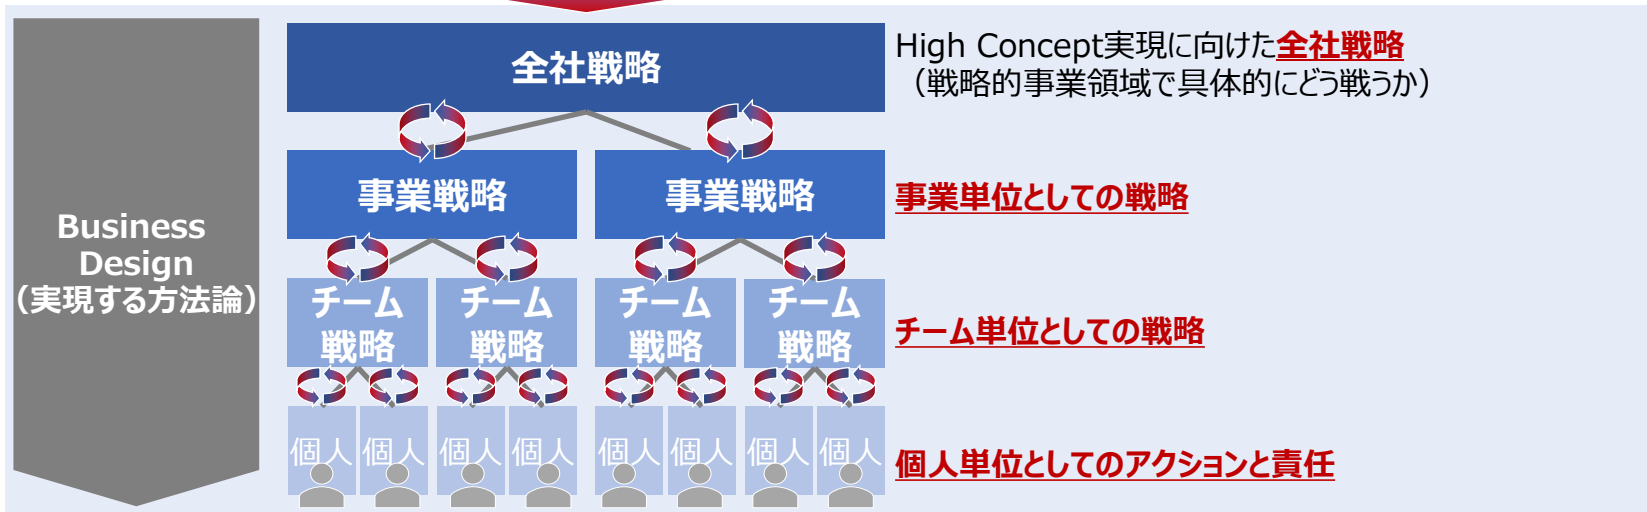 Business
Design
（実現する方法論）
全社戦略
High Concept実現に向けた全社戦略
（戦略的事業領域で具体的にどう戦うか）
事業戦略
事業戦略
事業単位としての戦略
チーム
戦略
チーム
戦略
チーム
戦略
チーム
戦略
チーム単位としての戦略
個人
個人
個人
個人
個人
個人
個人
個人
個人単位としてのアクションと責任